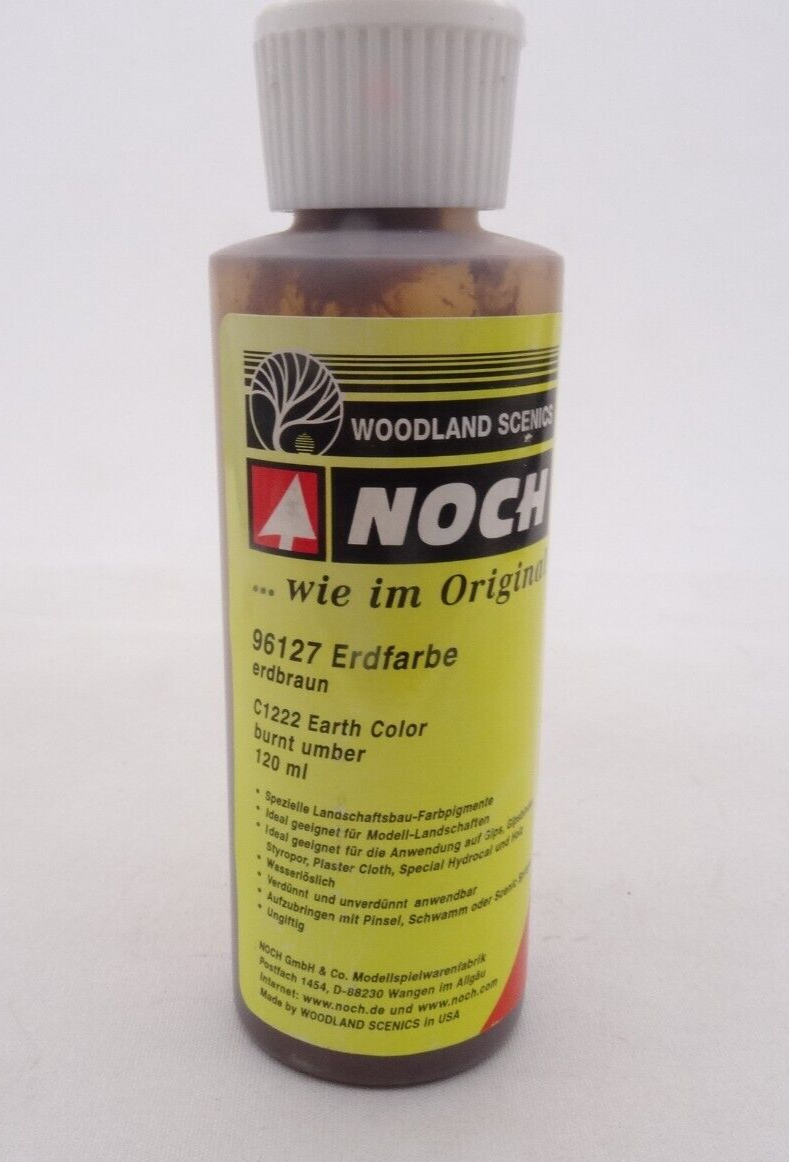 WOODLAND SCENICS
NOCH
... wie im Original
96127 Erdfarbe
erdbraun
C1222 Earth Color
burnt umber
120 ml
• Spezielle Landschaftsbau-Farbpigmente
• Ideal geeignet für Modell-Landschaften
• Ideal geeignet für die Anwendung auf Gips,
Styropor, Plaster Cloth, Special Hydrocal und Holz
• Wasserlöslich
• Verdünnt und unverdünnt anwendbar
• Aufzubringen mit Pinsel, Schwamm oder Scenic
• Ungiftig
NOCH GmbH & Co. Modellspielwarenfabrik
Postfach 1454, D-88230 Wangen im Allgäu
Internet: www.noch.de und www.noch.com
Made by WOODLAND SCENICS in USA